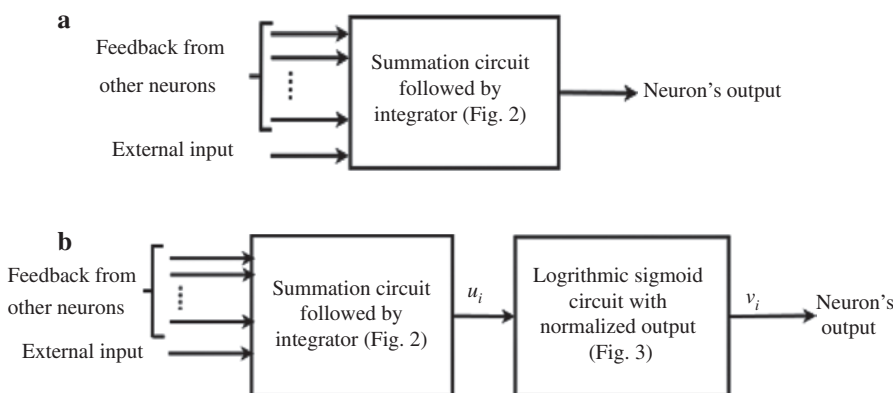 a
Feedback from
other neurons
External input
Summation circuit
followed by
integrator (Fig. 2)
Neuron's output
b
Feedback from
other neurons
External input
Summation circuit
followed by
integrator (Fig. 2)
u_i
Logrithmic sigmoid
circuit with
normalized output
(Fig. 3)
v_i
Neuron's
output